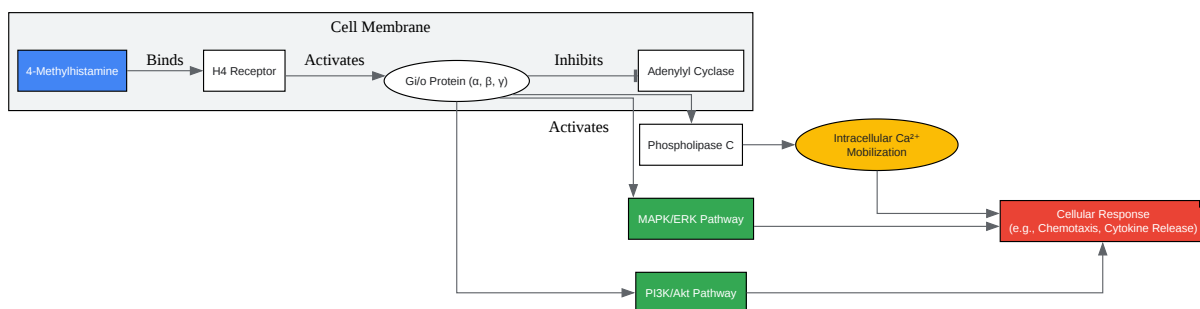 Cell Membrane
4-Methylhistamine
Binds
H4 Receptor
Activates
Gi/o Protein (α, β, γ)
Inhibits
Adenylyl Cyclase
Activates
Phospholipase C
Intracellular Ca²⁺
Mobilization
MAPK/ERK Pathway
Cellular Response
(e.g., Chemotaxis, Cytokine Release)
PI3K/Akt Pathway